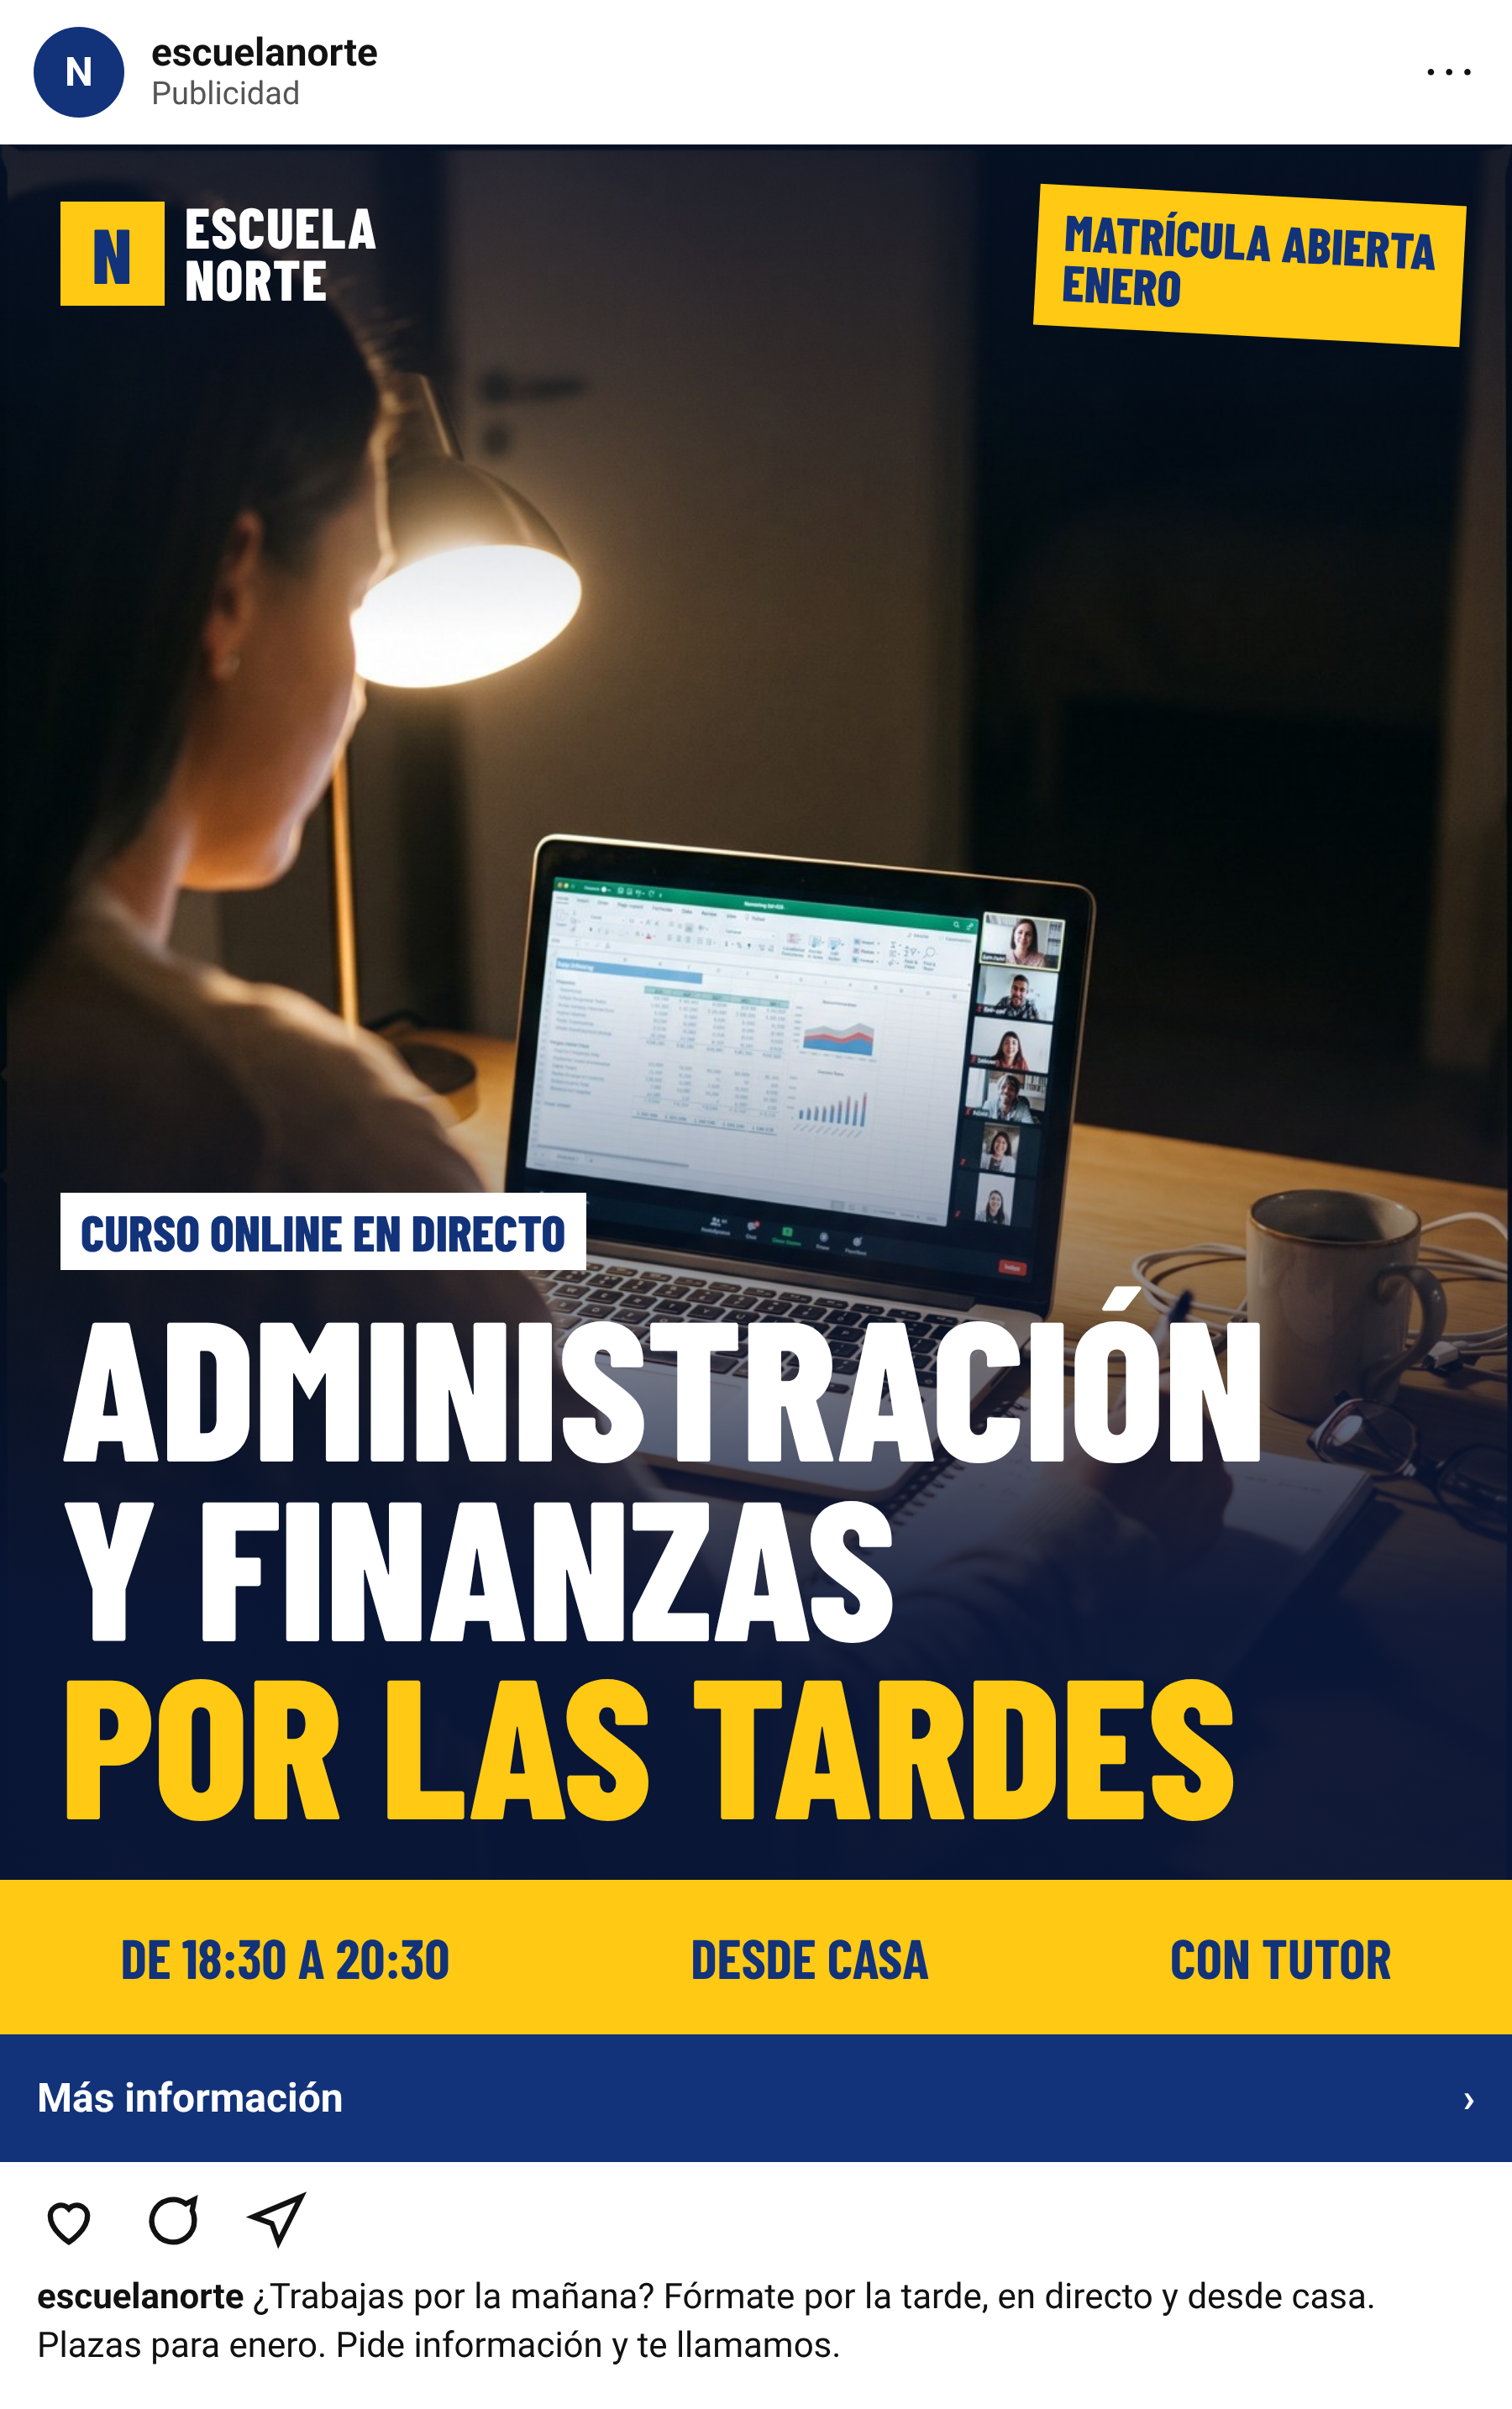 N
escuelanorte
Publicidad
N
ESCUELA
NORTE
MATRÍCULA ABIERTA
ENERO
CURSO ONLINE EN DIRECTO
ADMINISTRACIÓN
Y FINANZAS
POR LAS TARDES
DE 18:30 A 20:30
DESDE CASA
CON TUTOR
Más información
escuelanorte ¿Trabajas por la mañana? Fórmate por la tarde, en directo y desde casa.
Plazas para enero. Pide información y te llamamos.